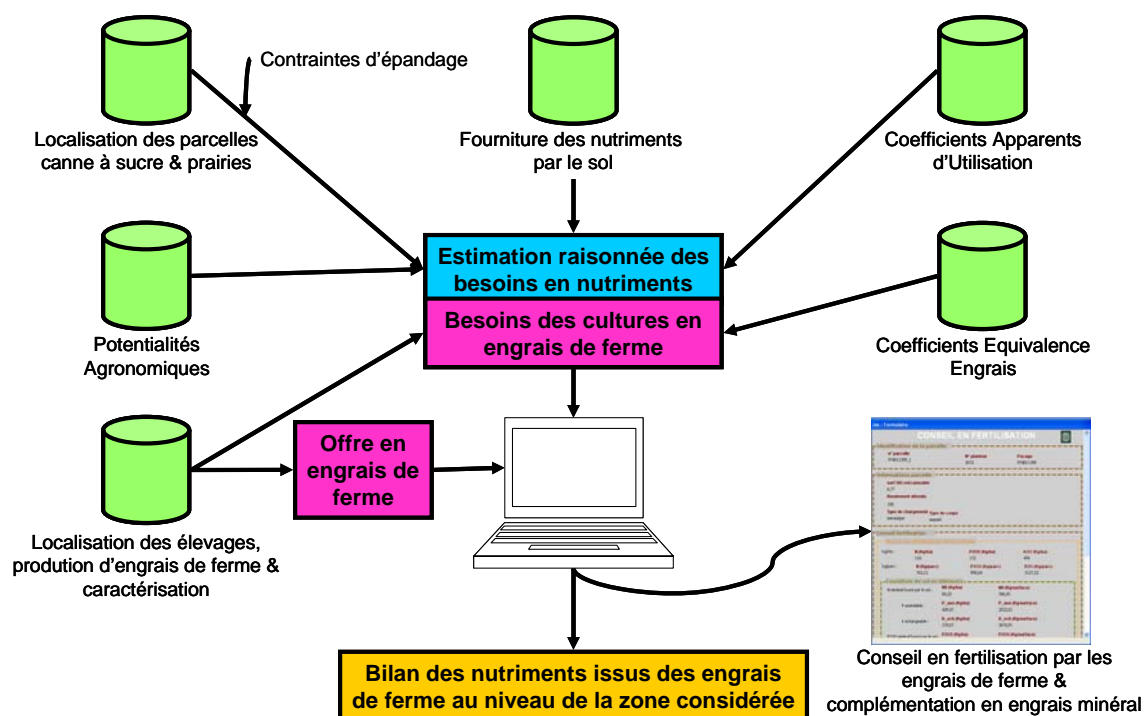 Contraintes d'épandage
Localisation des parcelles
canne à sucre & prairies
Fourniture des nutriments
par le sol
Coefficients Apparents
d'Utilisation
Estimation raisonnée des
besoins en nutriments
Besoins des cultures en
engrais de ferme
Potentialités
Agronomiques
Coefficients Equivalence
Engrais
Offre en
engrais de
ferme
Localisation des élevages,
prodution d'engrais de ferme &
caractérisation
CONSEIL EN FERTILISATION
Conseil en fertilisation par les
engrais de ferme &
complémentation en engrais minéral
Bilan des nutriments issus des engrais
de ferme au niveau de la zone considérée